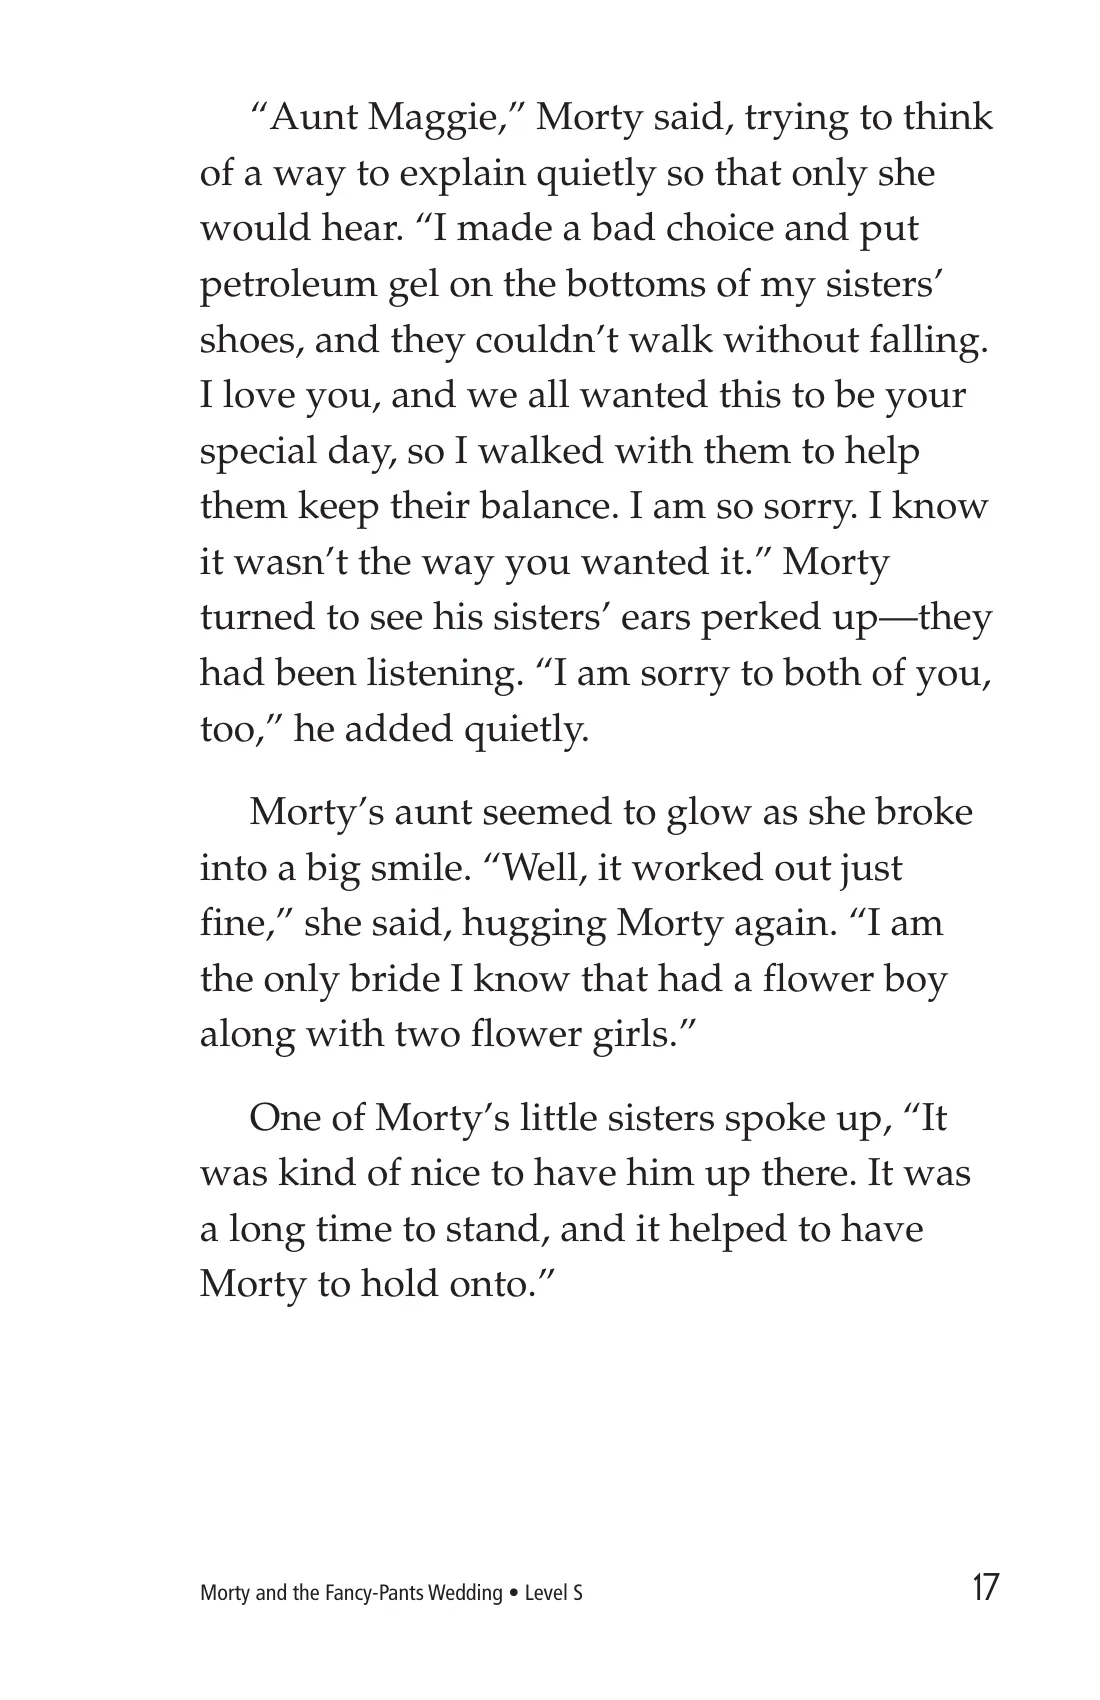 “Aunt Maggie,” Morty said, trying to think
of a way to explain quietly so that only she
would hear. “I made a bad choice and put
petroleum gel on the bottoms of my sisters’
shoes, and they couldn’t walk without falling.
I love you, and we all wanted this to be your
special day, so I walked with them to help
them keep their balance. I am so sorry. I know
it wasn’t the way you wanted it.” Morty
turned to see his sisters’ ears perked up—they
had been listening. “I am sorry to both of you,
too,” he added quietly.
Morty’s aunt seemed to glow as she broke
into a big smile. “Well, it worked out just
fine,” she said, hugging Morty again. “I am
the only bride I know that had a flower boy
along with two flower girls.”
One of Morty’s little sisters spoke up, “It
was kind of nice to have him up there. It was
a long time to stand, and it helped to have
Morty to hold onto.”
Morty and the Fancy-Pants Wedding • Level S
17